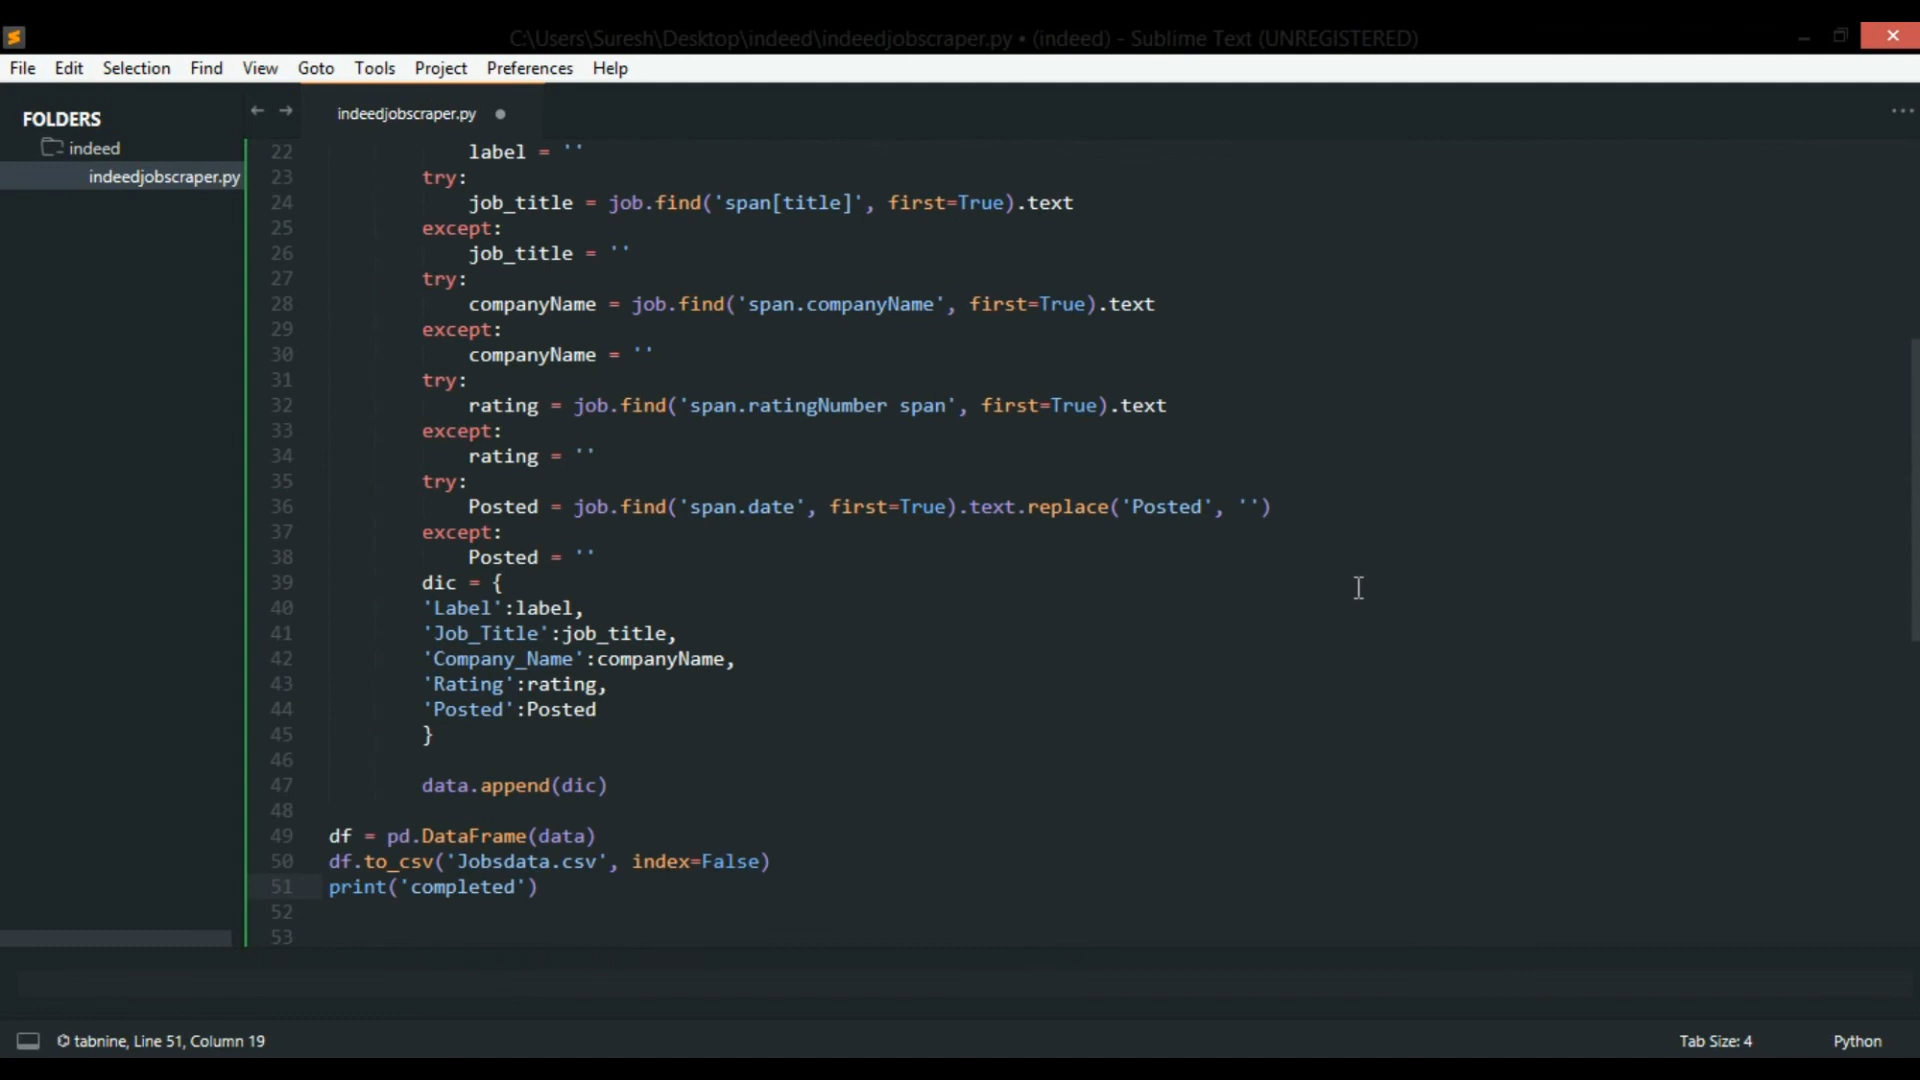 C:\Users\Suresh\Desktop\indeed\indeedjobscraper.py • (indeed) - Sublime Text (UNREGISTERED)
File Edit Selection Find View Goto Tools Project Preferences Help
FOLDERS
indeed
indeedjobscraper.py
indeedjobscraper.py
22 label = ''
23 try:
24 job_title = job.find('span[title]', first=True).text
25 except:
26 job_title = ''
27 try:
28 companyName = job.find('span.companyName', first=True).text
29 except:
30 companyName = ''
31 try:
32 rating = job.find('span.ratingNumber span', first=True).text
33 except:
34 rating = ''
35 try:
36 Posted = job.find('span.date', first=True).text.replace('Posted', '')
37 except:
38 Posted = ''
39 dic = {
40 'Label':label,
41 'Job_Title':job_title,
42 'Company_Name':companyName,
43 'Rating':rating,
44 'Posted':Posted
45 }
46
47 data.append(dic)
48
49 df = pd.DataFrame(data)
50 df.to_csv('Jobsdata.csv', index=False)
51 print('completed')
52
53
tabnine, Line 51, Column 19
Tab Size: 4
Python